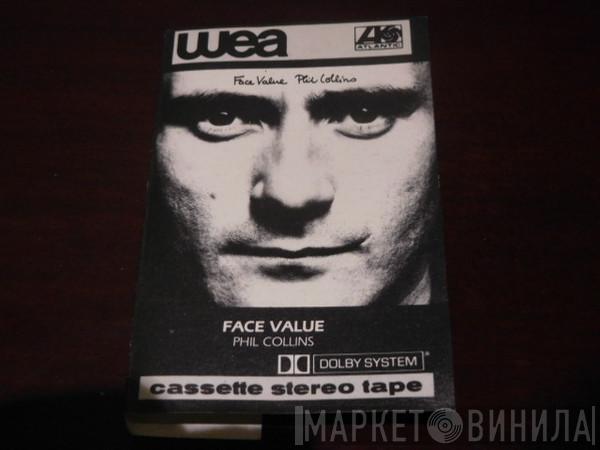 wea
ATLANTIC
Face Value Phil Collins
FACE VALUE
PHIL COLLINS
DOLBY SYSTEM®
cassette stereo tape
МАРКЕТ ВИНИЛА